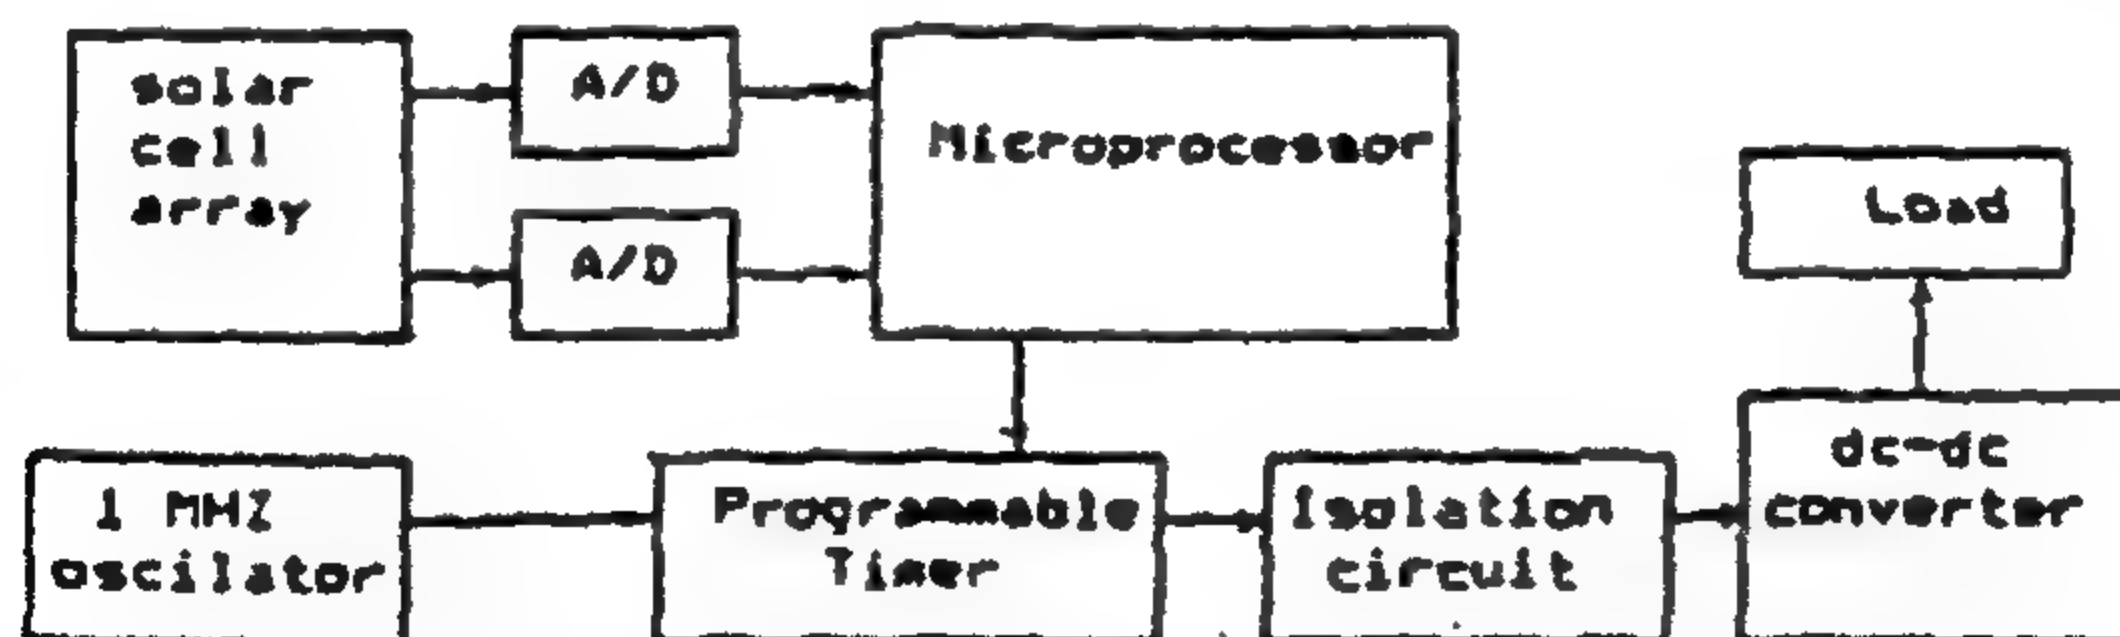 solar
cell
array
A/D
A/D
Microprocessor
Load
1 MHZ
oscilator
Programmable
Timer
Isolation
circuit
dc-dc
converter